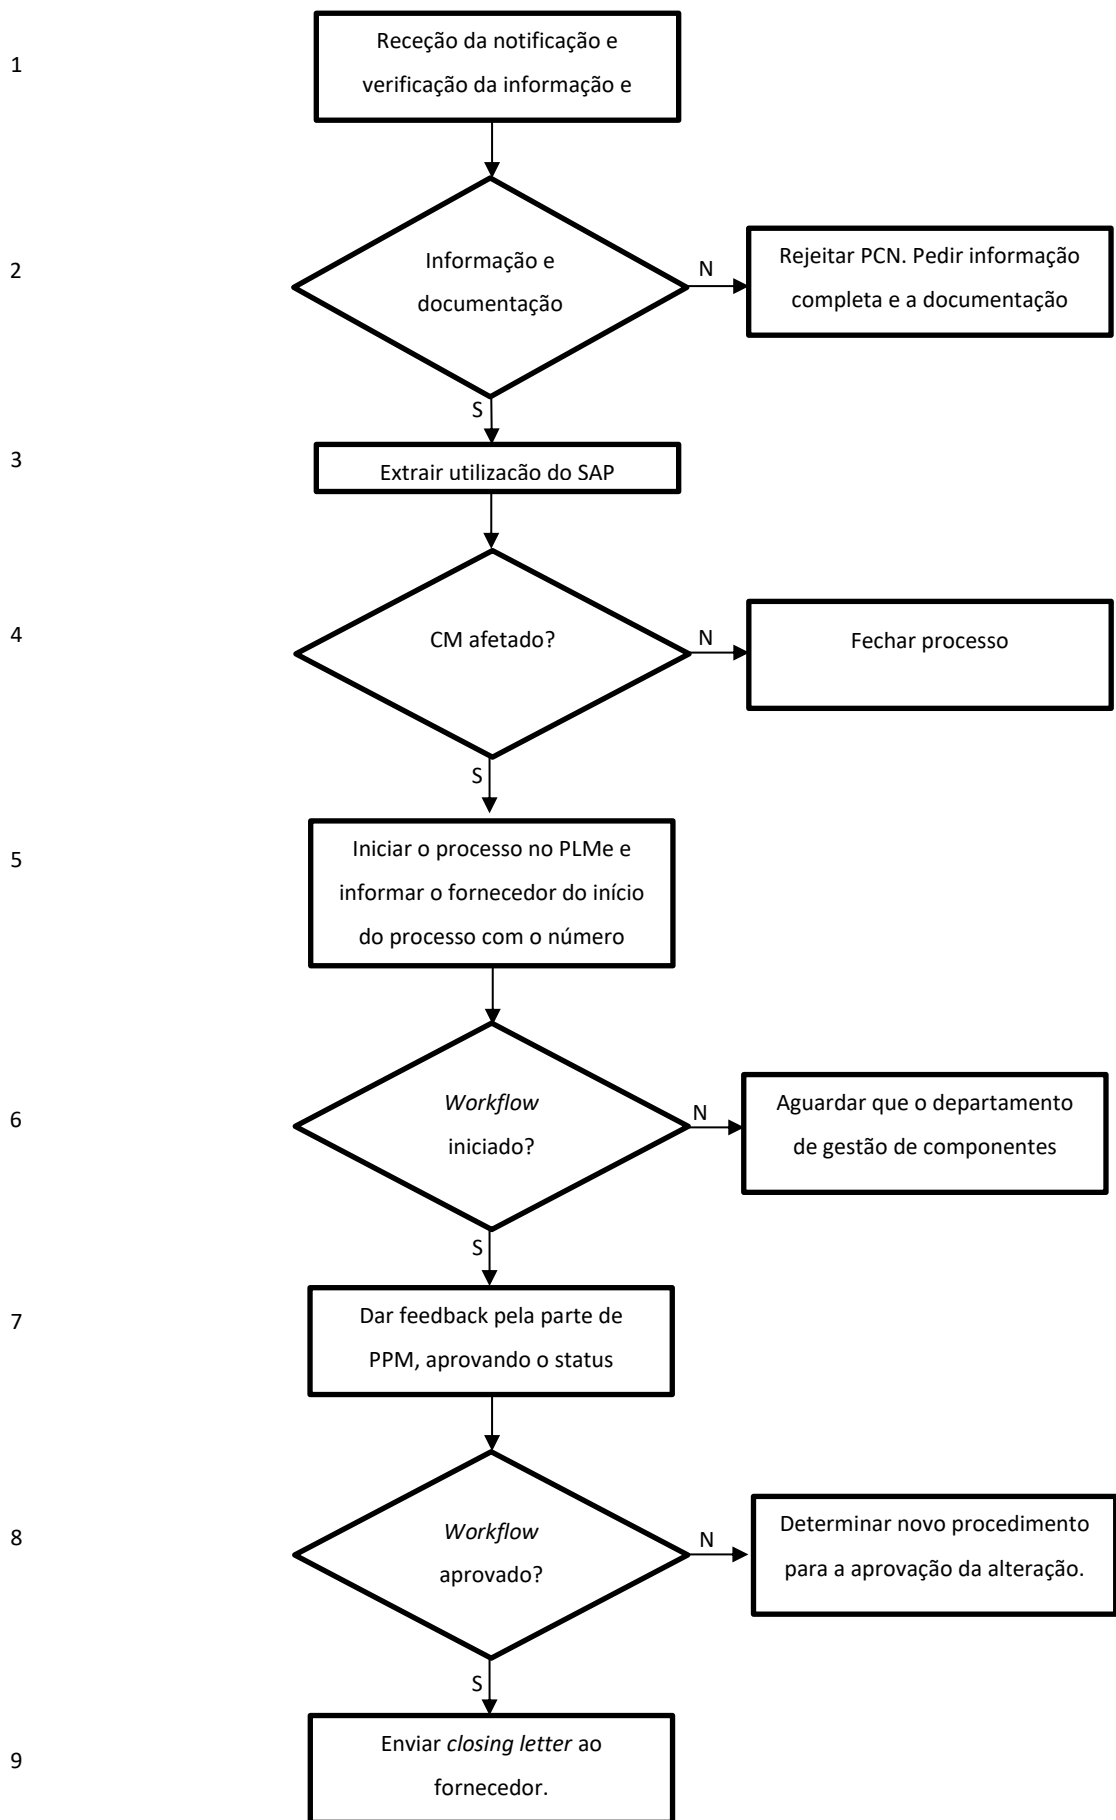 1
Receção da notificação e
verificação da informação e
2
Informação e
documentação
N
Rejeitar PCN. Pedir informação
completa e a documentação
S
3
Extrair utilizacão do SAP
4
CM afetado?
N
Fechar processo
S
5
Iniciar o processo no PLMe e
informar o fornecedor do início
do processo com o número
6
Workflow
iniciado?
N
Aguardar que o departamento
de gestão de componentes
S
7
Dar feedback pela parte de
PPM, aprovando o status
8
Workflow
aprovado?
N
Determinar novo procedimento
para a aprovação da alteração.
S
9
Enviar closing letter ao
fornecedor.